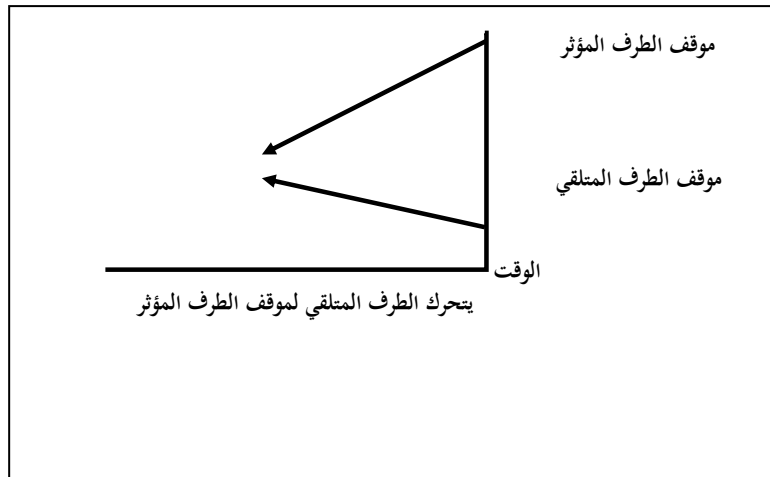 موقف الطرف المؤثر
موقف الطرف المتلقي
الوقت
يتحرك الطرف المتلقي لموقف الطرف المؤثر